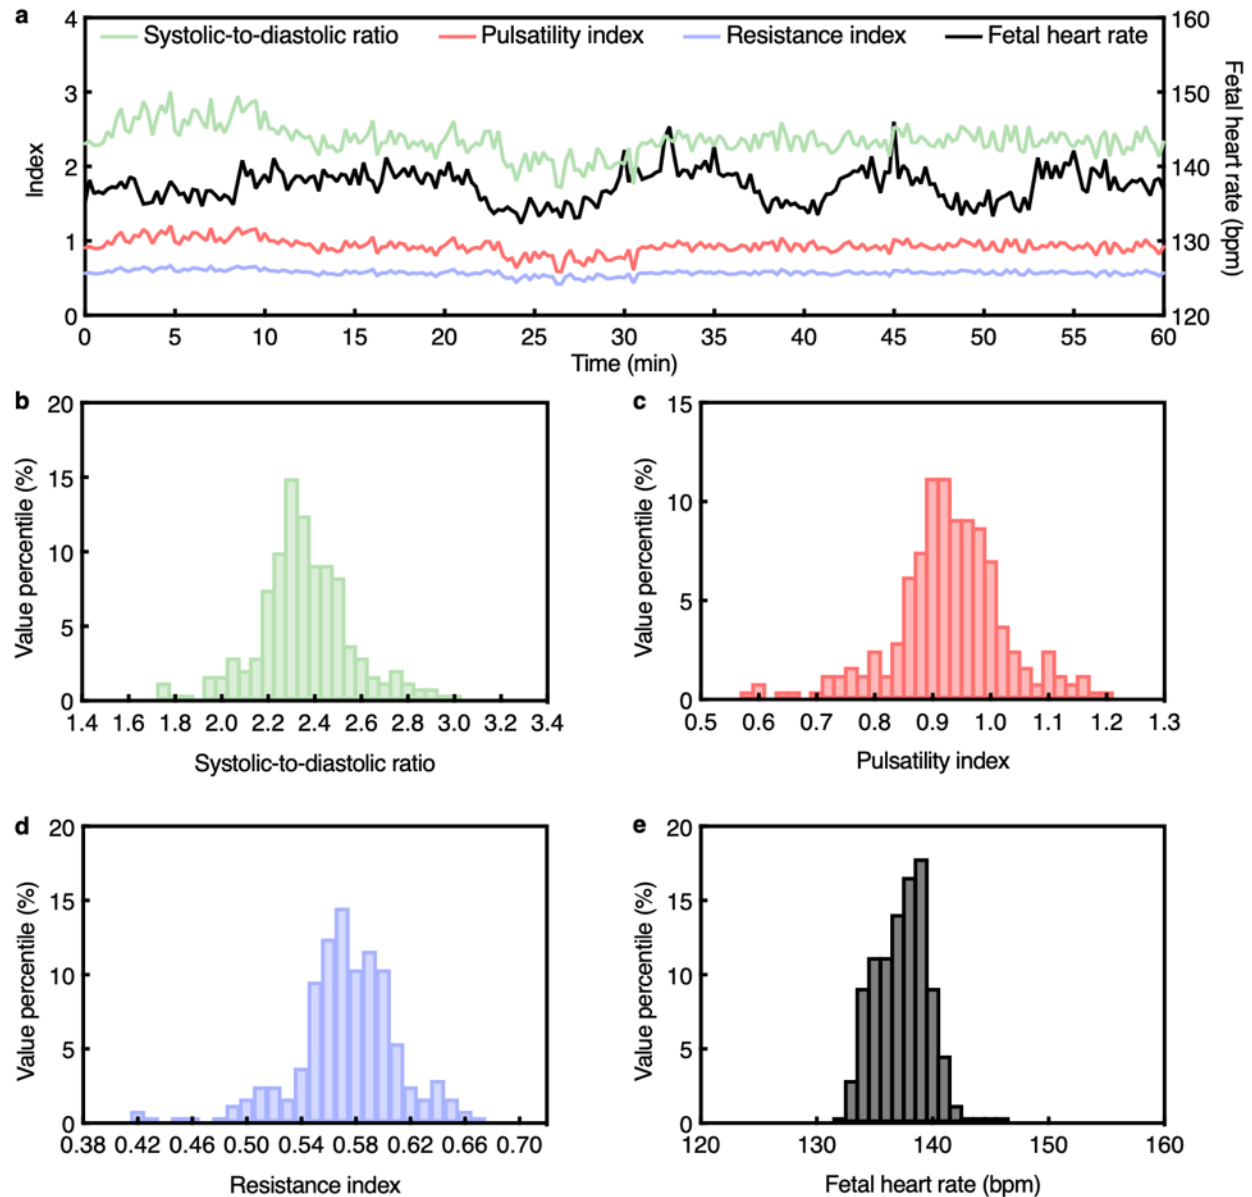 a
4 160
Systolic-to-diastolic ratio Pulsatility index Resistance index Fetal heart rate
3 150
2 140
1 130
0 120
Index
Fetal heart rate (bpm)
0 5 10 15 20 25 30 35 40 45 50 55 60
Time (min)
b
20
15
10
5
0
Value percentile (%)
1.4 1.6 1.8 2.0 2.2 2.4 2.6 2.8 3.0 3.2 3.4
Systolic-to-diastolic ratio
c
15
10
5
0
Value percentile (%)
0.5 0.6 0.7 0.8 0.9 1.0 1.1 1.2 1.3
Pulsatility index
d
20
15
10
5
0
Value percentile (%)
0.38 0.42 0.46 0.50 0.54 0.58 0.62 0.66 0.70
Resistance index
e
20
15
10
5
0
Value percentile (%)
120 130 140 150 160
Fetal heart rate (bpm)